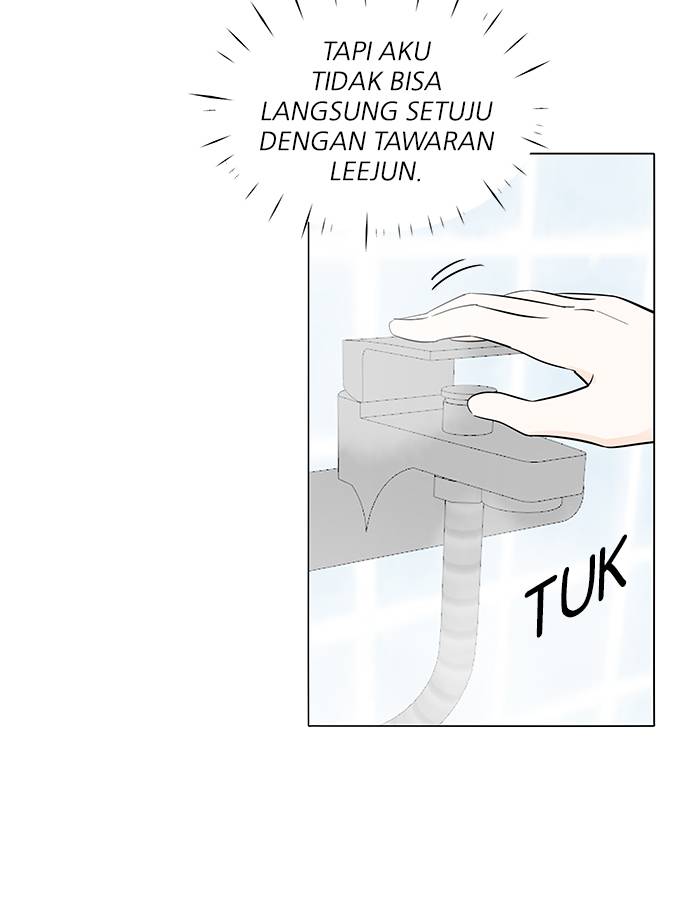 TAPI AKU
TIDAK BISA
LANGSUNG SETUJU
DENGAN TAWARAN
LEEJUN.
TUK